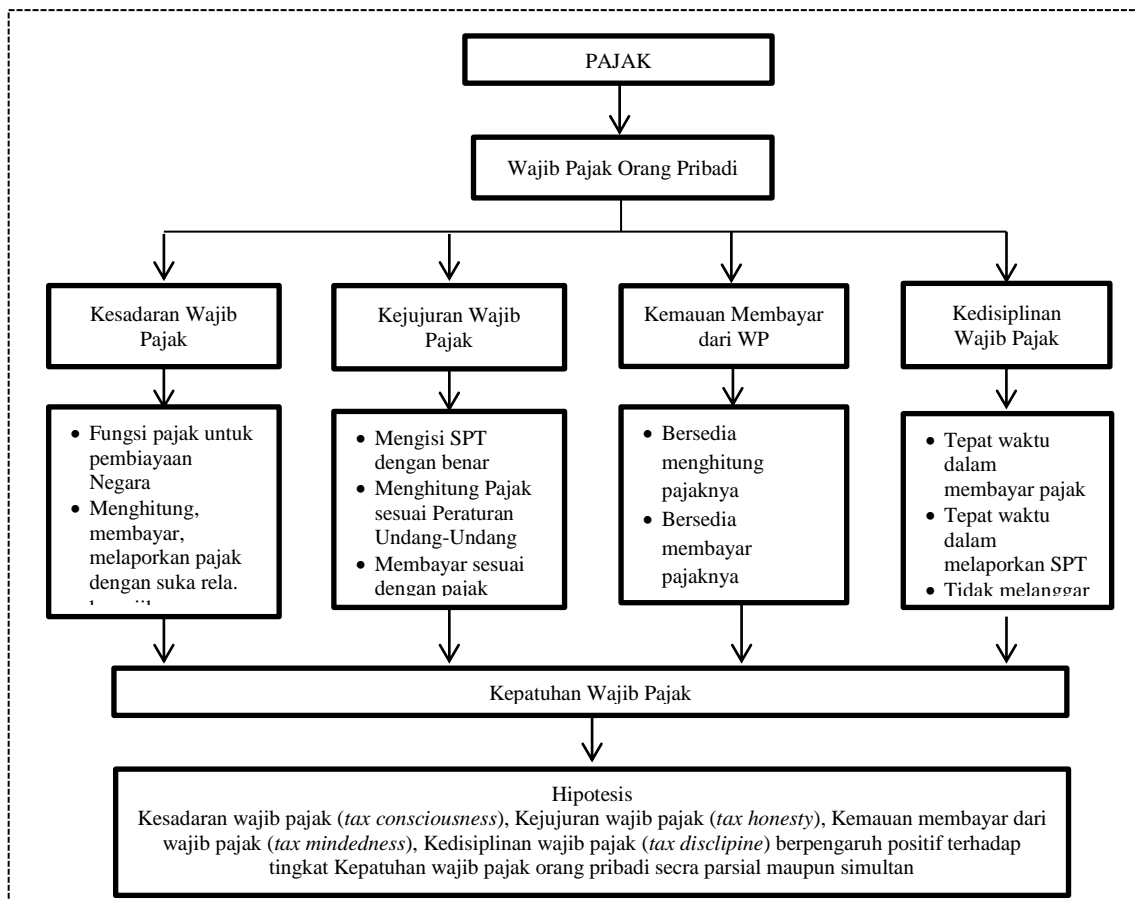 PAJAK
Wajib Pajak Orang Pribadi
Kesadaran Wajib
Pajak
Kejujuran Wajib
Pajak
Kemauan Membayar
dari WP
Kedisiplinan
Wajib Pajak
• Fungsi pajak untuk
pembiayaan
Negara
• Menghitung,
membayar,
melaporkan pajak
dengan suka rela.
• Mengisi SPT
dengan benar
• Menghitung Pajak
sesuai Peraturan
Undang-Undang
• Membayar sesuai
dengan pajak
• Bersedia
menghitung
pajaknya
• Bersedia
membayar
pajaknya
• Tepat waktu
dalam
membayar pajak
• Tepat waktu
dalam
melaporkan SPT
• Tidak melanggar
Kepatuhan Wajib Pajak
Hipotesis
Kesadaran wajib pajak (tax consciousness), Kejujuran wajib pajak (tax honesty), Kemauan membayar dari
wajib pajak (tax mindedness), Kedisiplinan wajib pajak (tax disclipine) berpengaruh positif terhadap
tingkat Kepatuhan wajib pajak orang pribadi secra parsial maupun simultan